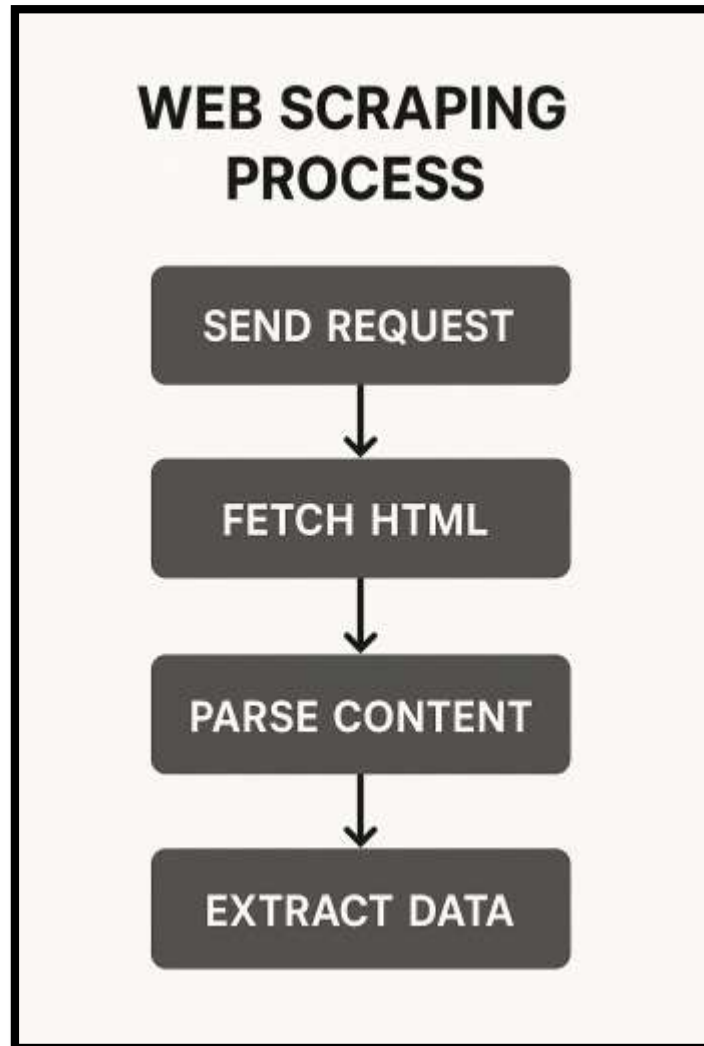 WEB SCRAPING
PROCESS
SEND REQUEST
FETCH HTML
PARSE CONTENT
EXTRACT DATA